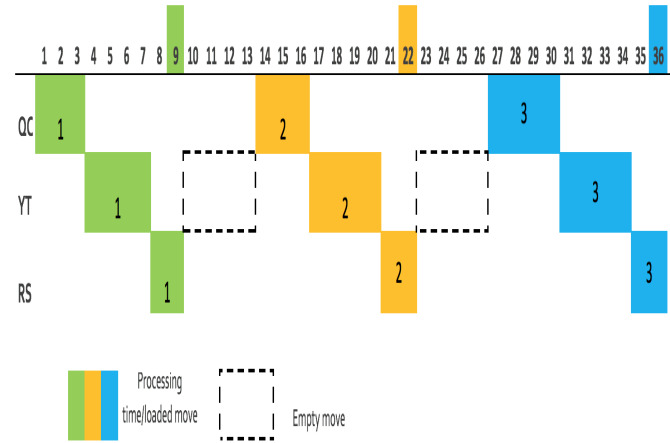 1 2 3 4 5 6 7 8 9 10 11 12 13 14 15 16 17 18 19 20 21 22 23 24 25 26 27 28 29 30 31 32 33 34 35 36
QC 1 2 3
YT 1 2 3
RS 1 2 3
Processing
time/loaded move
Empty move